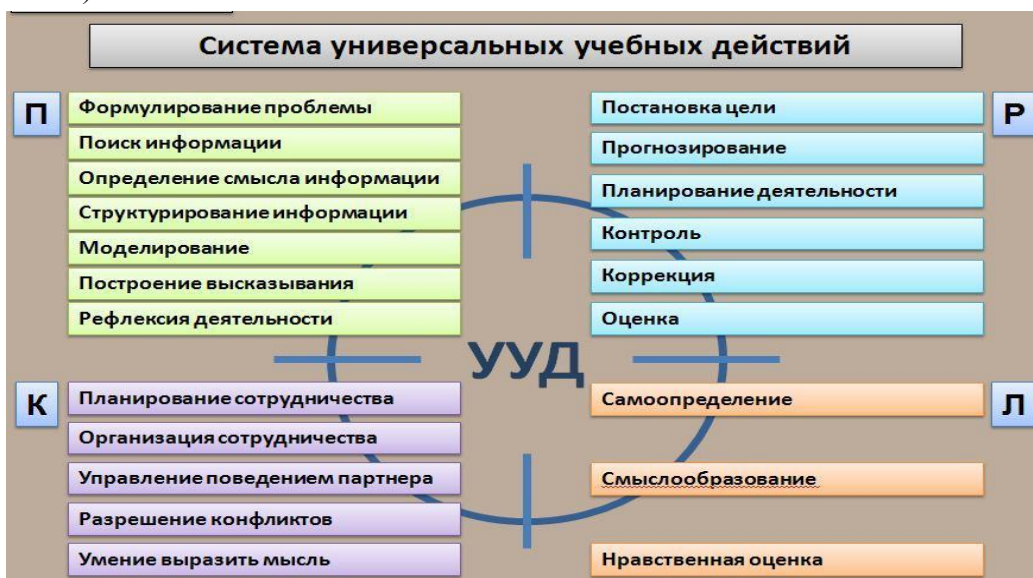 Система универсальных учебных действий
П
Формулирование проблемы
Поиск информации
Определение смысла информации
Структурирование информации
Моделирование
Построение высказывания
Рефлексия деятельности
Р
Постановка цели
Прогнозирование
Планирование деятельности
Контроль
Коррекция
Оценка
УУД
К
Планирование сотрудничества
Организация сотрудничества
Управление поведением партнера
Разрешение конфликтов
Умение выразить мысль
Л
Самоопределение
Смыслообразование
Нравственная оценка